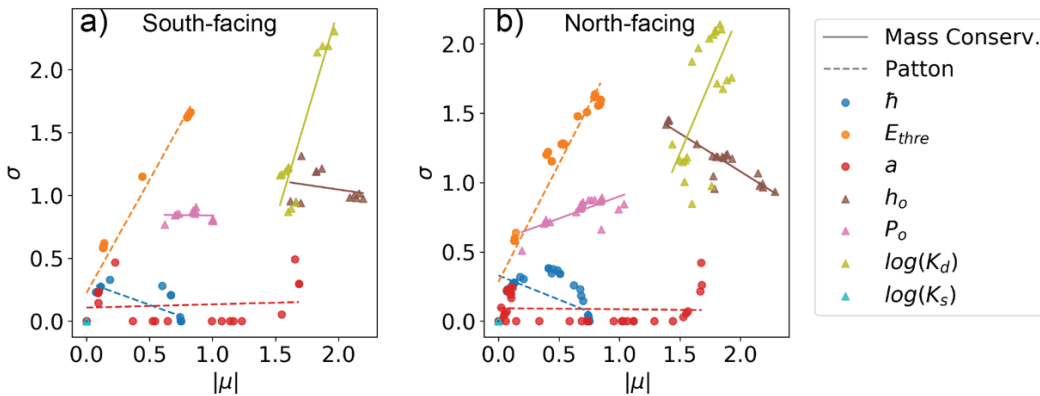 a) South-facing
2.0
1.5
1.0
0.5
0.0
σ
0.0 0.5 1.0 1.5 2.0
|μ|
b) North-facing
2.0
1.5
1.0
0.5
0.0
σ
0.0 0.5 1.0 1.5 2.0
|μ|
Mass Conserv.
Patton
ħ
E_thre
a
h_o
P_o
log(K_d)
log(K_s)